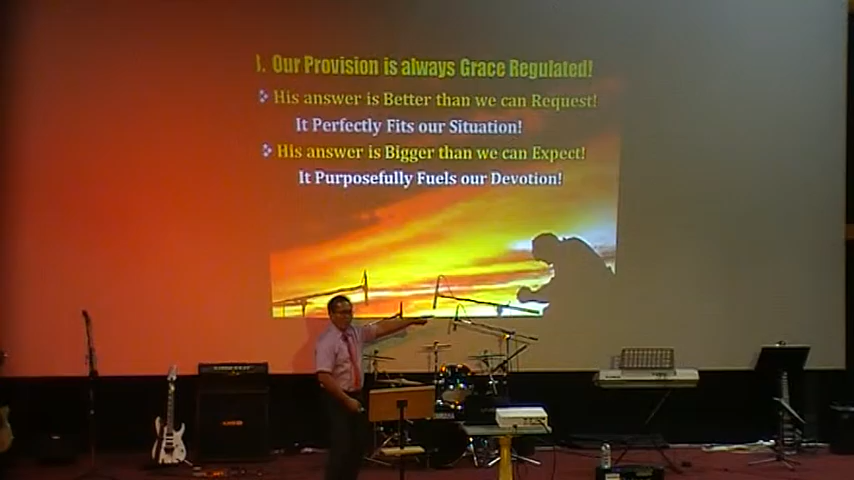 1. Our Provision is always Grace Regulated!
His answer is Better than we can Request!
It Perfectly Fits our Situation!
His answer is Bigger than we can Expect!
It Purposefully Fuels our Devotion!